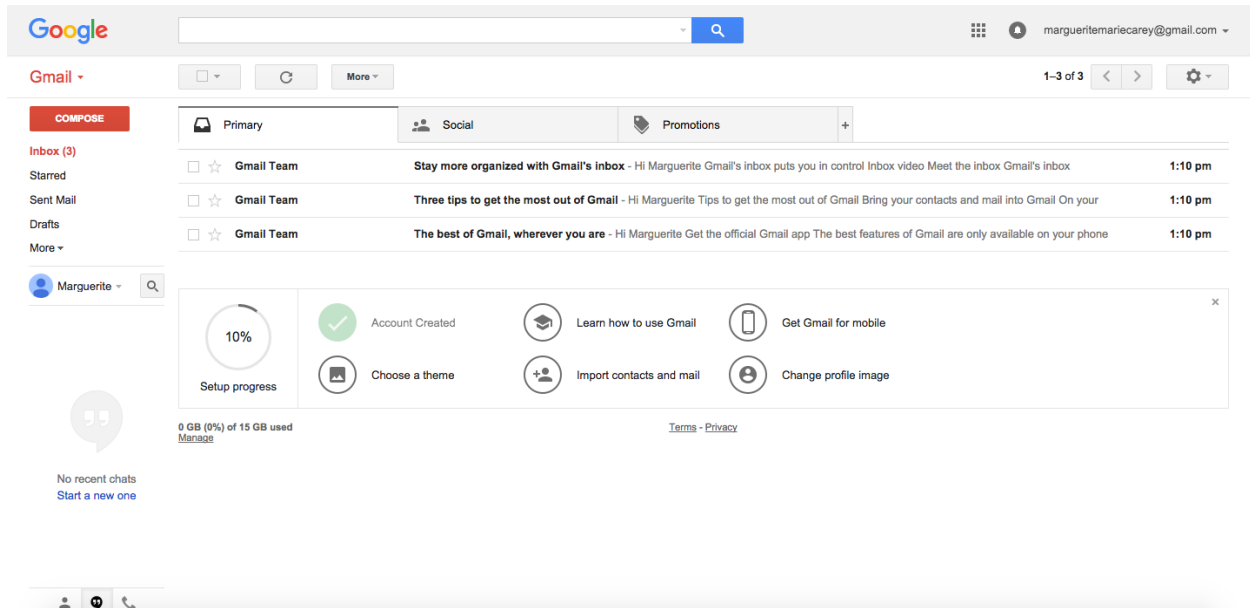 Google
margueritemariecarey@gmail.com
Gmail
More
1–3 of 3
COMPOSE
Inbox (3)
Starred
Sent Mail
Drafts
More
Marguerite
Primary
Social
Promotions
+
Gmail Team Stay more organized with Gmail's inbox - Hi Marguerite Gmail's inbox puts you in control Inbox video Meet the inbox Gmail's inbox 1:10 pm
Gmail Team Three tips to get the most out of Gmail - Hi Marguerite Tips to get the most out of Gmail Bring your contacts and mail into Gmail On your 1:10 pm
Gmail Team The best of Gmail, wherever you are - Hi Marguerite Get the official Gmail app The best features of Gmail are only available on your phone 1:10 pm
10%
Setup progress
Account Created
Learn how to use Gmail
Get Gmail for mobile
Choose a theme
Import contacts and mail
Change profile image
0 GB (0%) of 15 GB used
Manage
Terms - Privacy
No recent chats
Start a new one